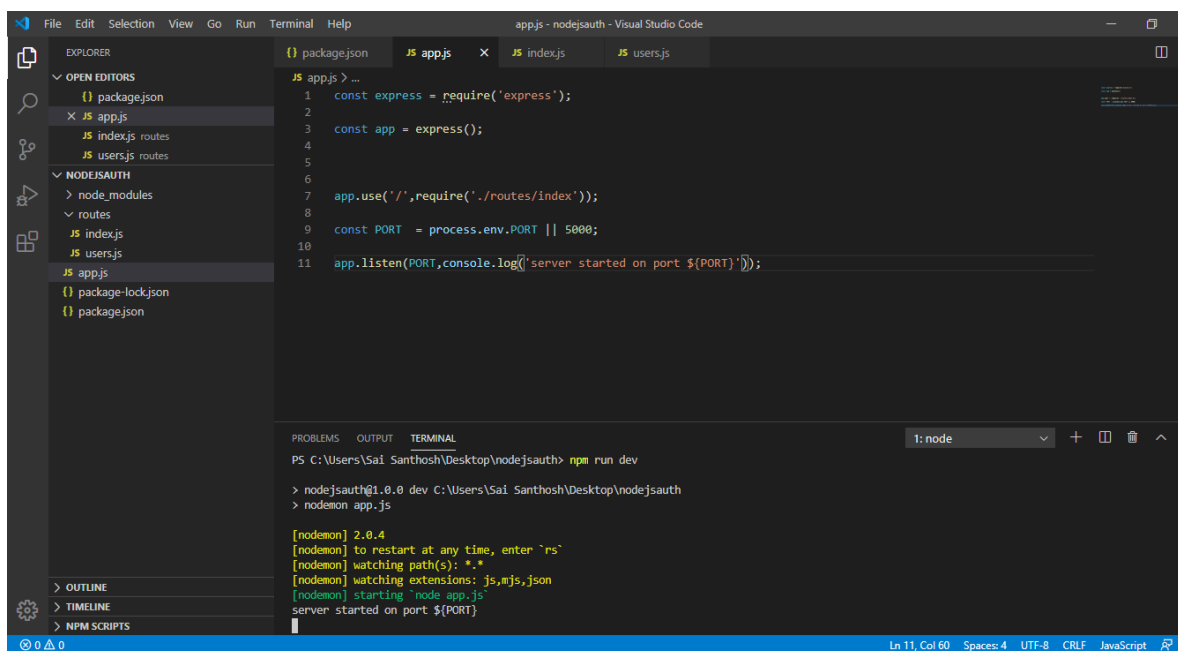 File Edit Selection View Go Run Terminal Help app.js - nodejsauth - Visual Studio Code
EXPLORER
OPEN EDITORS
{} package.json
JS app.js
JS index.js routes
JS users.js routes
NODEJSAUTH
node_modules
routes
JS index.js
JS users.js
JS app.js
{} package-lock.json
{} package.json
OUTLINE
TIMELINE
NPM SCRIPTS
{} package.json JS app.js JS index.js JS users.js
JS app.js > ...
1 const express = require('express');
2
3 const app = express();
4
5
6
7 app.use('/',require('./routes/index'));
8
9 const PORT  = process.env.PORT || 5000;
10
11 app.listen(PORT,console.log('server started on port ${PORT}'));
PROBLEMS OUTPUT TERMINAL 1: node
PS C:\Users\Sai Santhosh\Desktop\nodejsauth> npm run dev
> nodejsauth@1.0.0 dev C:\Users\Sai Santhosh\Desktop\nodejsauth
> nodemon app.js
[nodemon] 2.0.4
[nodemon] to restart at any time, enter `rs`
[nodemon] watching path(s): *.*
[nodemon] watching extensions: js,mjs,json
[nodemon] starting `node app.js`
server started on port ${PORT}
0 0 Ln 11, Col 60 Spaces: 4 UTF-8 CRLF JavaScript